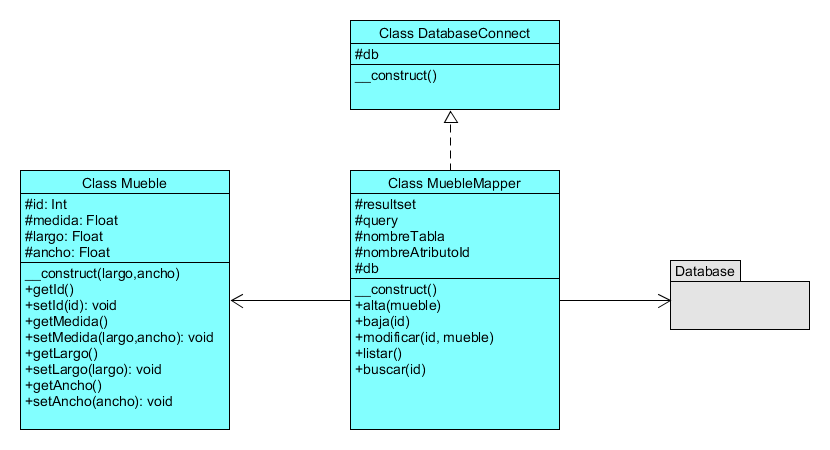 Class DatabaseConnect
#db
__construct()
Class Mueble
#id: Int
#medida: Float
#largo: Float
#ancho: Float
__construct(largo,ancho)
+getId()
+setId(id): void
+getMedida()
+setMedida(largo,ancho): void
+getLargo()
+setLargo(largo): void
+getAncho()
+setAncho(ancho): void
Class MuebleMapper
#resultset
#query
#nombreTabla
#nombreAtributoId
#db
__construct()
+alta(mueble)
+baja(id)
+modificar(id, mueble)
+listar()
+buscar(id)
Database